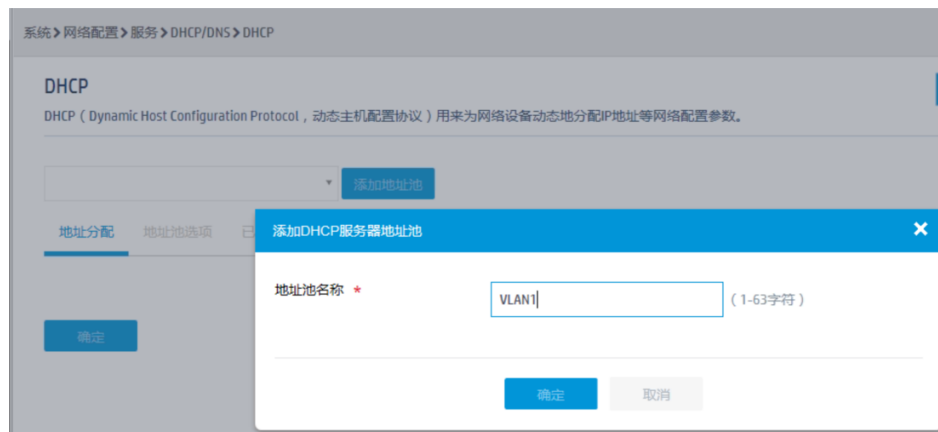 系统>网络配置>服务>DHCP/DNS>DHCP
DHCP
DHCP（Dynamic Host Configuration Protocol，动态主机配置协议）用来为网络设备动态地分配IP地址等网络配置参数。
添加地址池
地址分配 地址池选项 已
添加DHCP服务器地址池
地址池名称 * VLAN1 （1-63字符）
确定
确定 取消